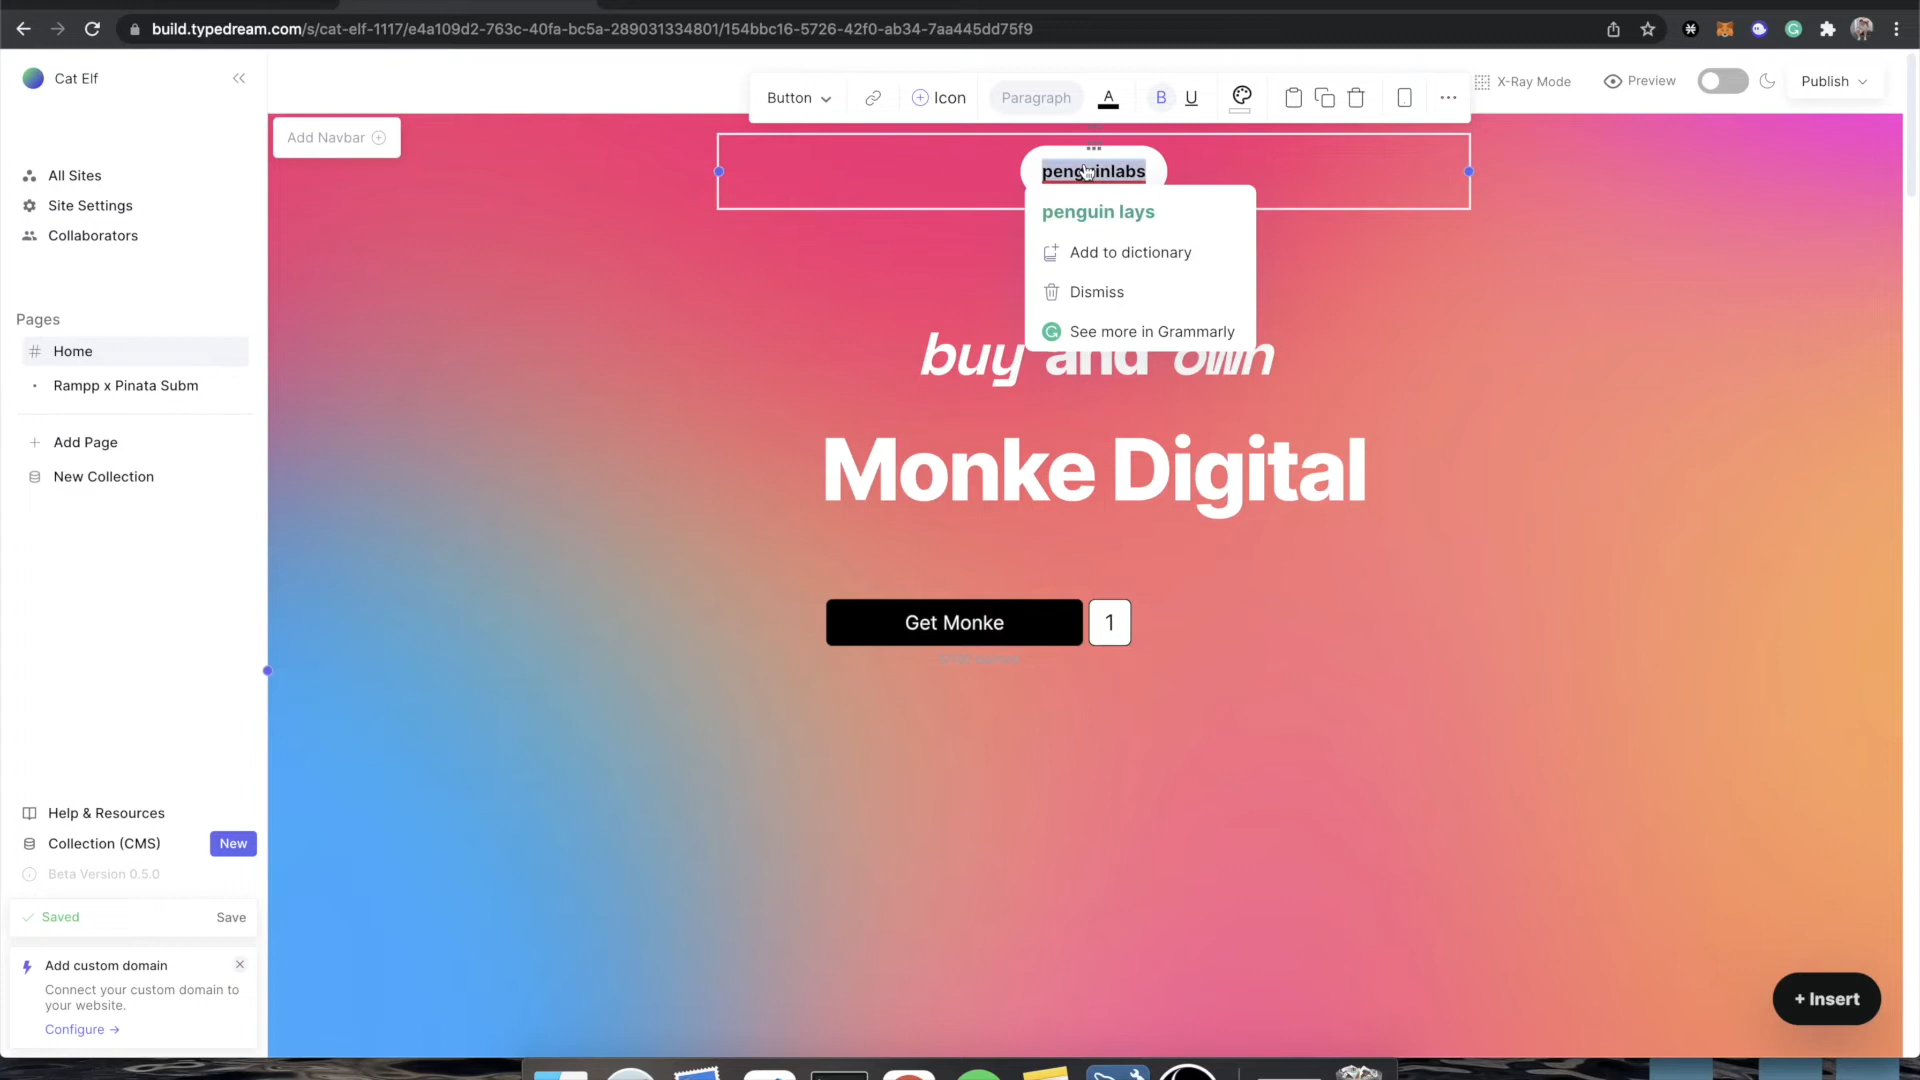 build.typedream.com/s/cat-elf-1117/e4a109d2-763c-40fa-bc5a-289031334801/154bbc16-5726-42f0-ab34-7aa445dd75f9
Cat Elf
Button
Icon
Paragraph
A
B
U
X-Ray Mode
Preview
Publish
Add Navbar
penguinlabs
All Sites
Site Settings
Collaborators
penguin lays
Add to dictionary
Dismiss
See more in Grammarly
Pages
Home
Rampp x Pinata Subm
Add Page
New Collection
buy and own
Monke Digital
Get Monke
1
Help & Resources
Collection (CMS)
New
Beta Version 0.5.0
Saved
Save
Add custom domain
Connect your custom domain to
your website.
Configure →
+ Insert